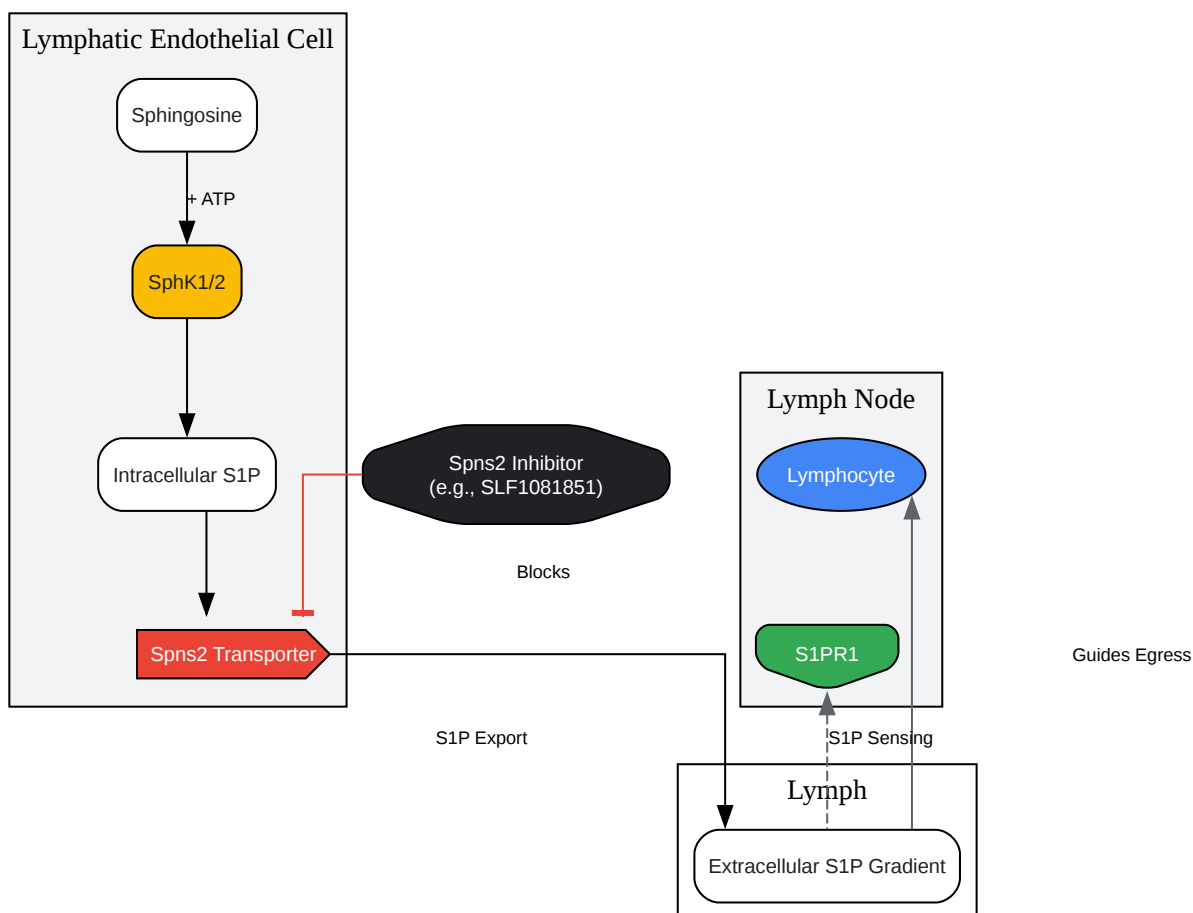 Lymphatic Endothelial Cell
Sphingosine
+ ATP
SphK1/2
Intracellular S1P
Spns2 Transporter
Spns2 Inhibitor
(e.g., SLF1081851)
Blocks
S1P Export
Lymph Node
Lymphocyte
S1PR1
Guides Egress
S1P Sensing
Lymph
Extracellular S1P Gradient